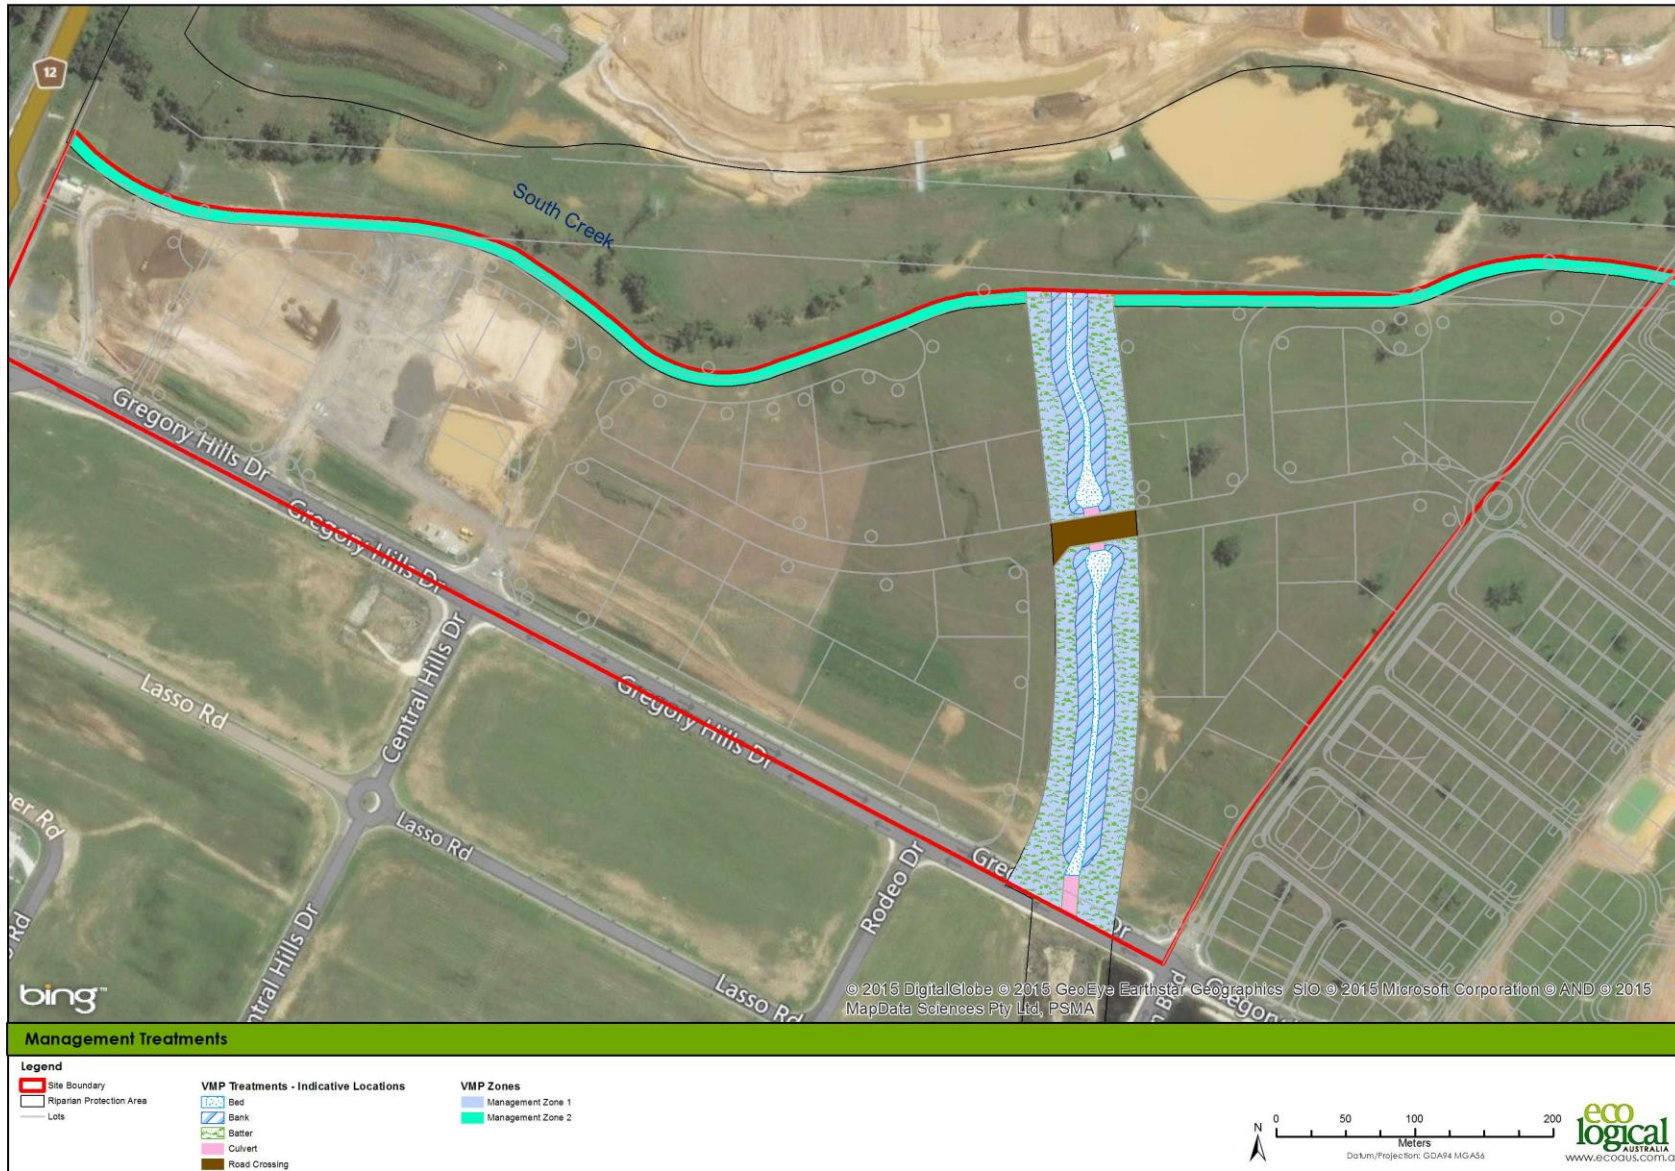 12
South Creek
Gregory Hills Dr
Gregory Hills Dr
Gregory Hills Dr
Central Hills Dr
Lasso Rd
Lasso Rd
Lasso Rd
Rodeo Dr
Central Hills Dr
bing™
© 2015 DigitalGlobe © 2015 GeoEye Earthstar Geographics SIO © 2015 Microsoft Corporation © AND © 2015
MapData Sciences Pty Ltd, PSMA
Management Treatments
Legend
Site Boundary
Riparian Protection Area
Lots
VMP Treatments - Indicative Locations
Bed
Bank
Batter
Culvert
Road Crossing
VMP Zones
Management Zone 1
Management Zone 2
N
0 50 100 200
Meters
Datum/Projection: GDA94 MGA56
eco
logical
AUSTRALIA
www.ecoaus.com.a